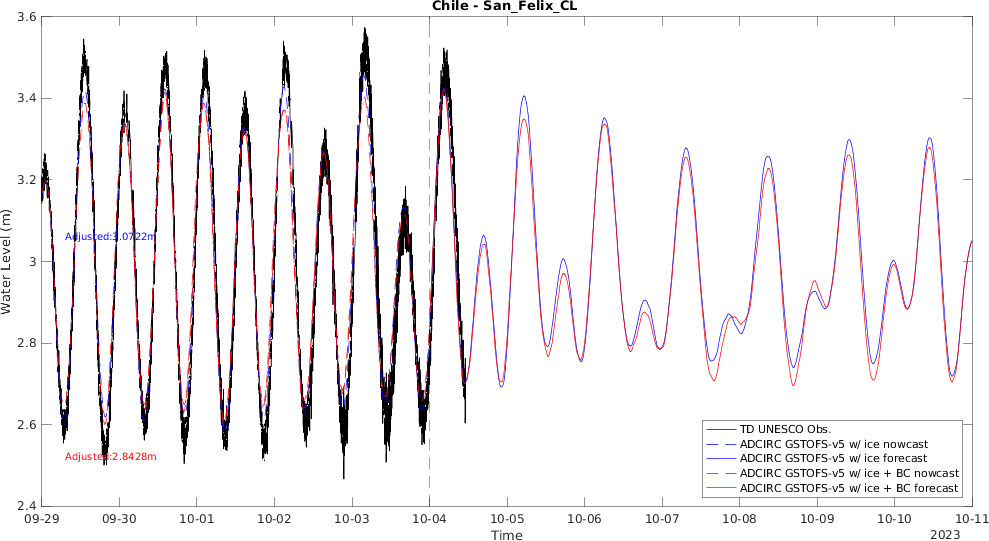 Chile - San_Felix_CL
3.6
3.4
3.2
3
2.8
2.6
2.4
Water Level (m)
Adjusted:3.0722m
Adjusted:2.8428m
TD UNESCO Obs.
ADCIRC GSTOFS-v5 w/ ice nowcast
ADCIRC GSTOFS-v5 w/ ice forecast
ADCIRC GSTOFS-v5 w/ ice + BC nowcast
ADCIRC GSTOFS-v5 w/ ice + BC forecast
09-29 09-30 10-01 10-02 10-03 10-04 10-05 10-06 10-07 10-08 10-09 10-10 10-11
Time
2023